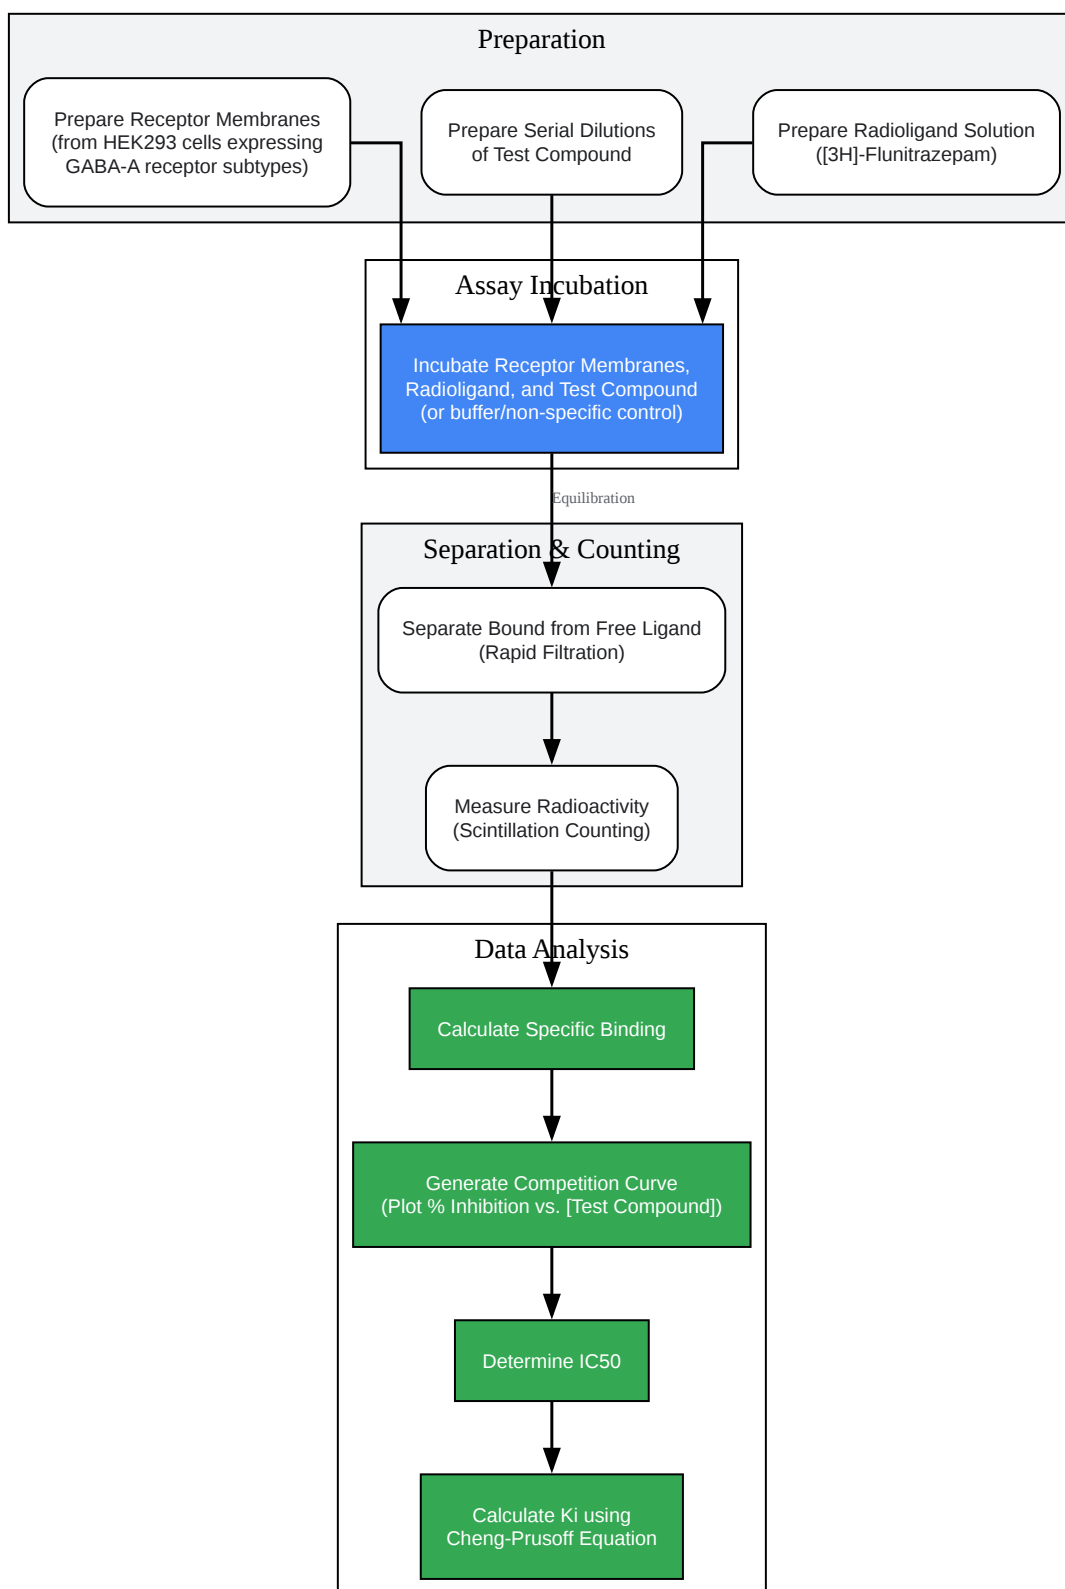 Preparation
Prepare Receptor Membranes
(from HEK293 cells expressing
GABA-A receptor subtypes)
Prepare Serial Dilutions
of Test Compound
Prepare Radioligand Solution
([3H]-Flunitrazepam)
Assay Incubation
Incubate Receptor Membranes,
Radioligand, and Test Compound
(or buffer/non-specific control)
Equilibration
Separation & Counting
Separate Bound from Free Ligand
(Rapid Filtration)
Measure Radioactivity
(Scintillation Counting)
Data Analysis
Calculate Specific Binding
Generate Competition Curve
(Plot % Inhibition vs. [Test Compound])
Determine IC50
Calculate Ki using
Cheng-Prusoff Equation